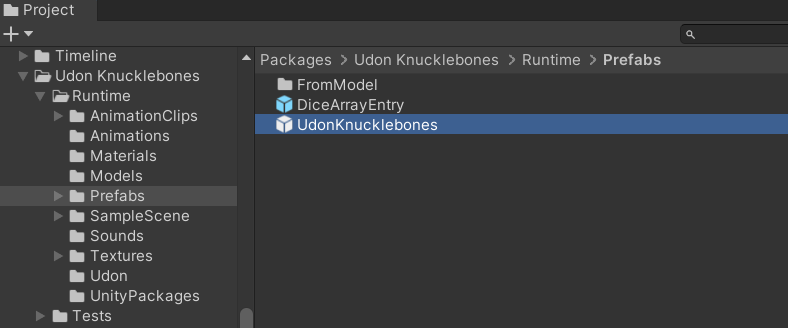 Project
Timeline
Udon Knucklebones
Runtime
AnimationClips
Animations
Materials
Models
Prefabs
SampleScene
Sounds
Textures
Udon
UnityPackages
Tests
Packages > Udon Knucklebones > Runtime > Prefabs
FromModel
DiceArrayEntry
UdonKnucklebones